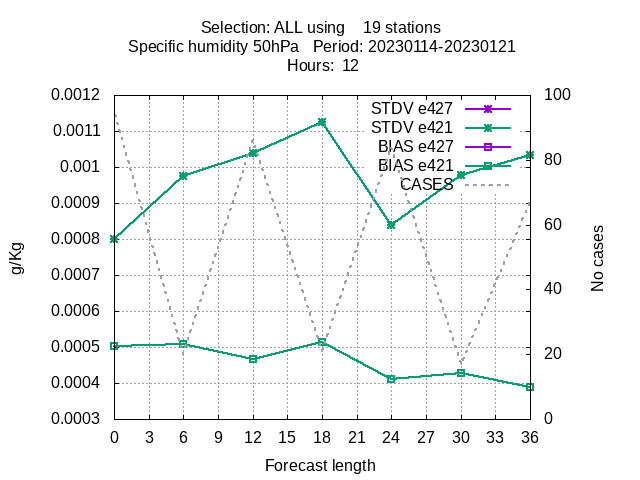 Selection: ALL using    19 stations
Specific humidity 50hPa   Period: 20230114-20230121
Hours:  12
STDV e427
STDV e421
BIAS e427
BIAS e421
CASES
0.0012
0.0011
0.001
0.0009
0.0008
0.0007
0.0006
0.0005
0.0004
0.0003
g/Kg
100
80
60
40
20
0
No cases
0 3 6 9 12 15 18 21 24 27 30 33 36
Forecast length